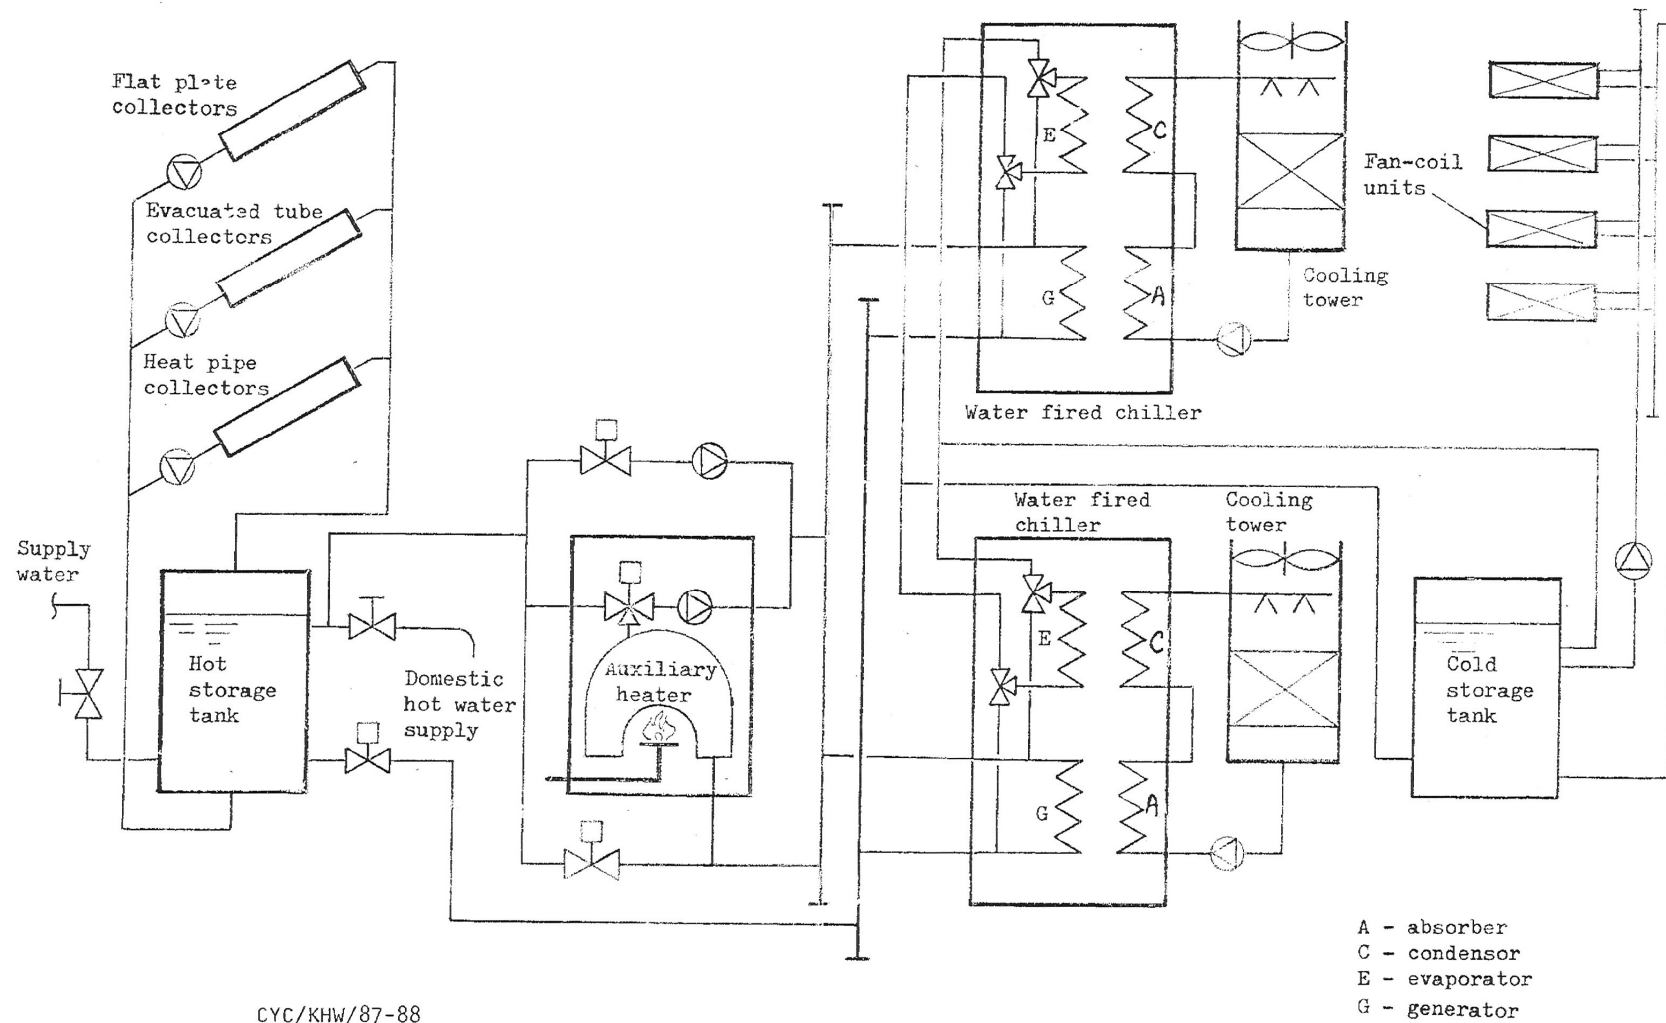 Flat plate
collectors
Evacuated tube
collectors
Heat pipe
collectors
Supply
water
Hot
storage
tank
Domestic
hot water
supply
Auxiliary
heater
E
C
G
A
Water fired chiller
Cooling
tower
Fan-coil
units
Water fired
chiller
Cooling
tower
E
C
G
A
Cold
storage
tank
A - absorber
C - condensor
E - evaporator
G - generator
CYC/KHW/87-88